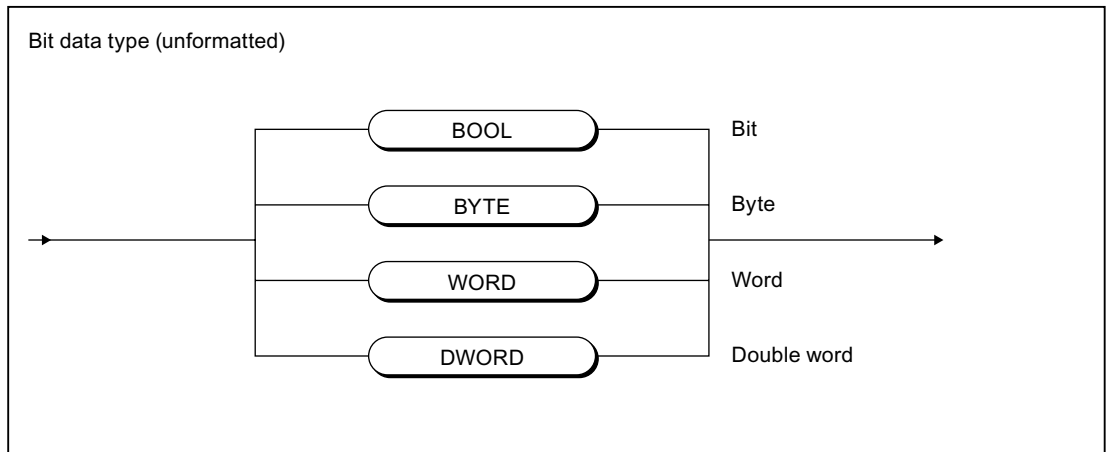 Bit data type (unformatted)
BOOL Bit
BYTE Byte
WORD Word
DWORD Double word